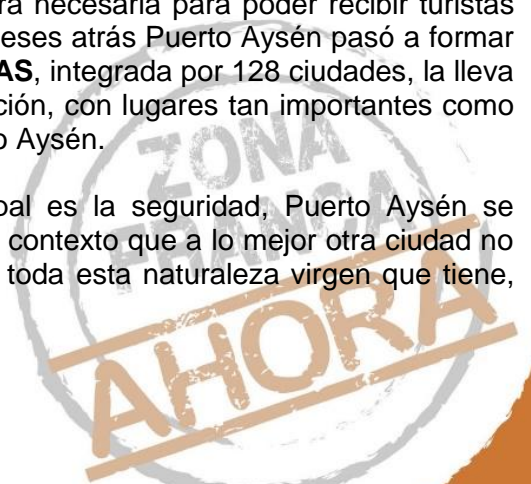 ra necesaria para poder recibir turistas
eses atrás Puerto Aysén pasó a formar
AS, integrada por 128 ciudades, la lleva
ción, con lugares tan importantes como
o Aysén.
pal es la seguridad, Puerto Aysén se
contexto que a lo mejor otra ciudad no
toda esta naturaleza virgen que tiene,
ZONA
FRANCA
AHORA